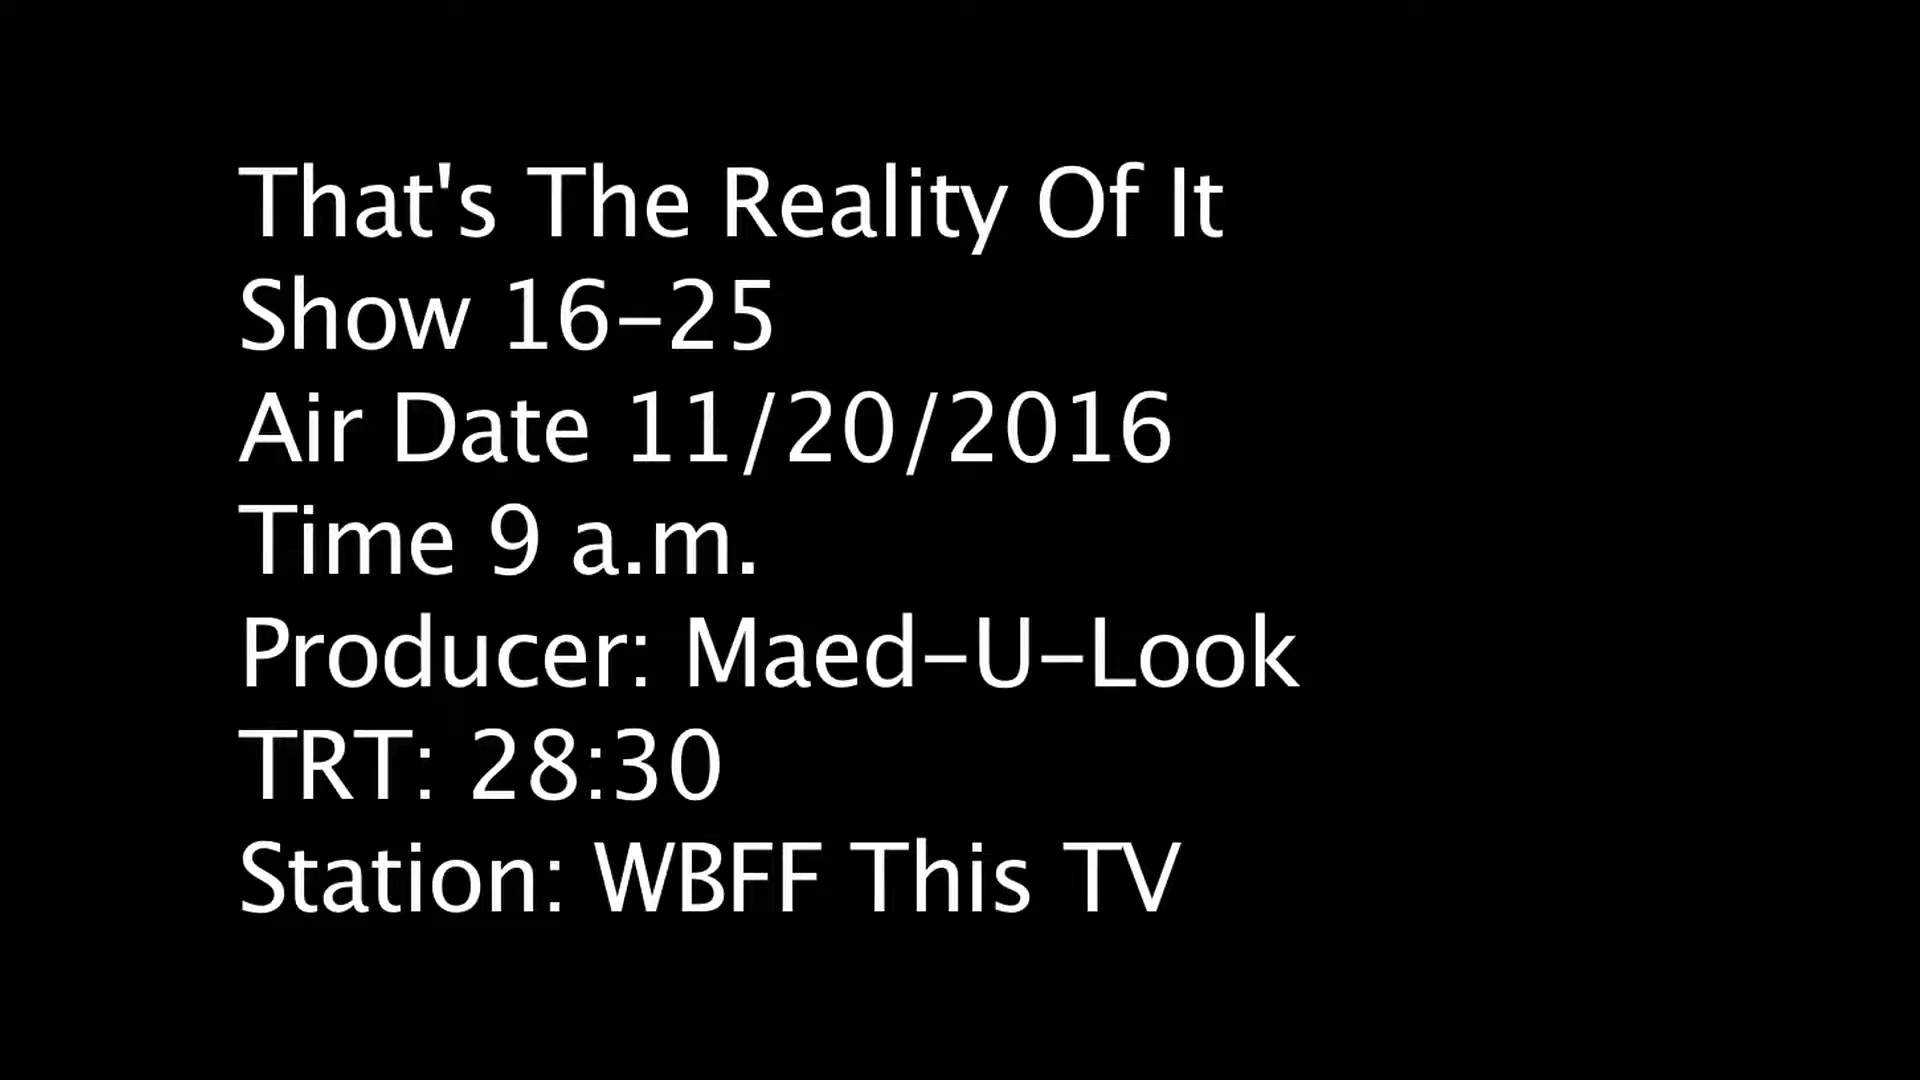 That's The Reality Of It
Show 16-25
Air Date 11/20/2016
Time 9 a.m.
Producer: Maed-U-Look
TRT: 28:30
Station: WBFF This TV